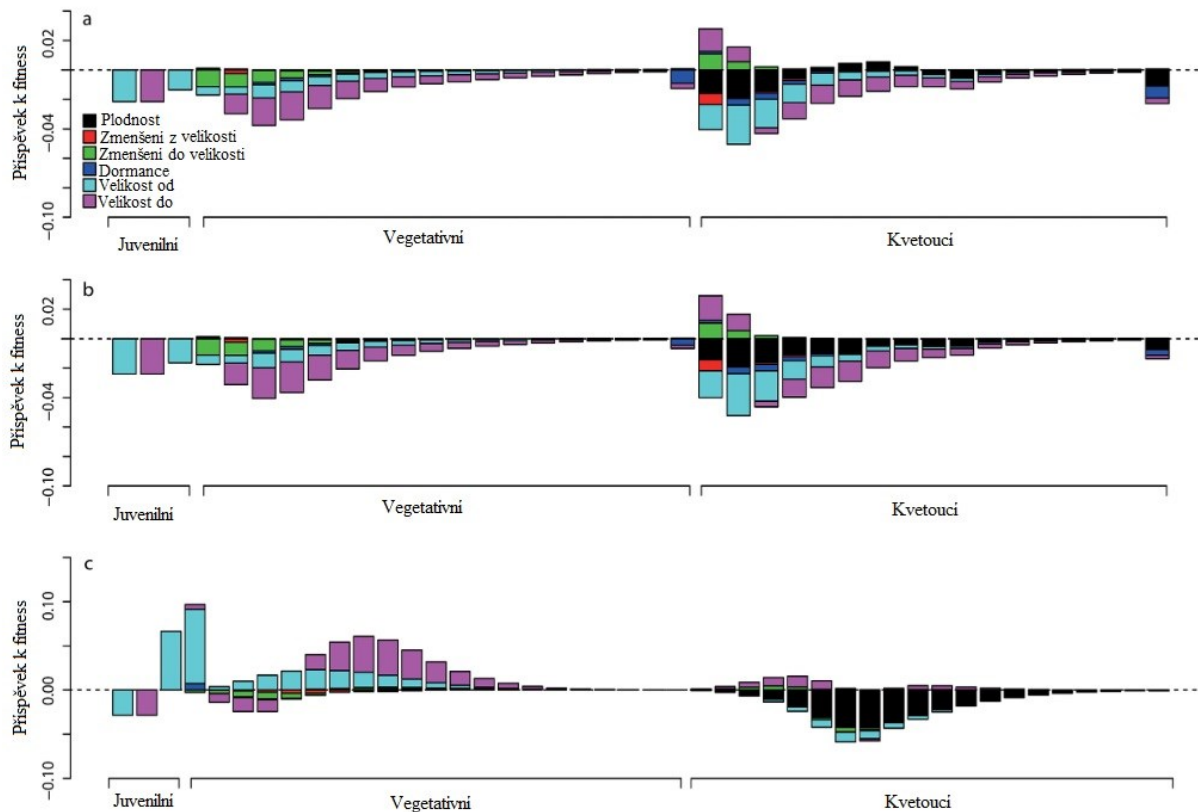 a
Příspěvek k fitness
0.02
−0.04
−0.10
Plodnost
Zmenšeni z velikosti
Zmenšeni do velikosti
Dormance
Velikost od
Velikost do
Juvenilní
Vegetativní
Kvetoucí
b
Příspěvek k fitness
0.02
−0.04
−0.10
Juvenilní
Vegetativní
Kvetoucí
c
Příspěvek k fitness
0.10
0.00
−0.10
Juvenilní
Vegetativní
Kvetoucí